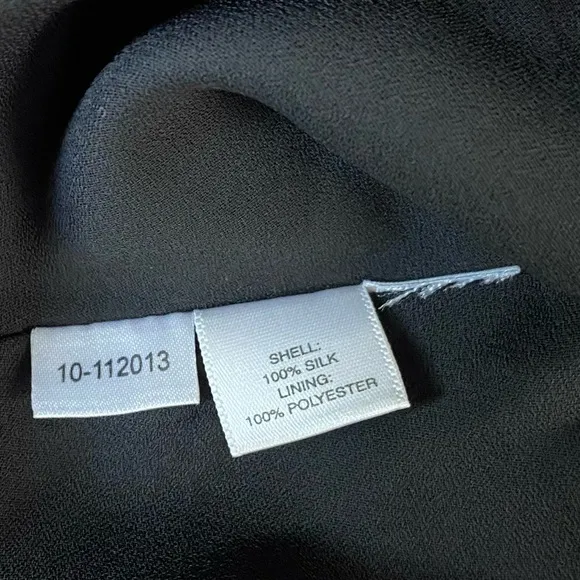 10-112013
SHELL:
100% SILK
LINING:
100% POLYESTER